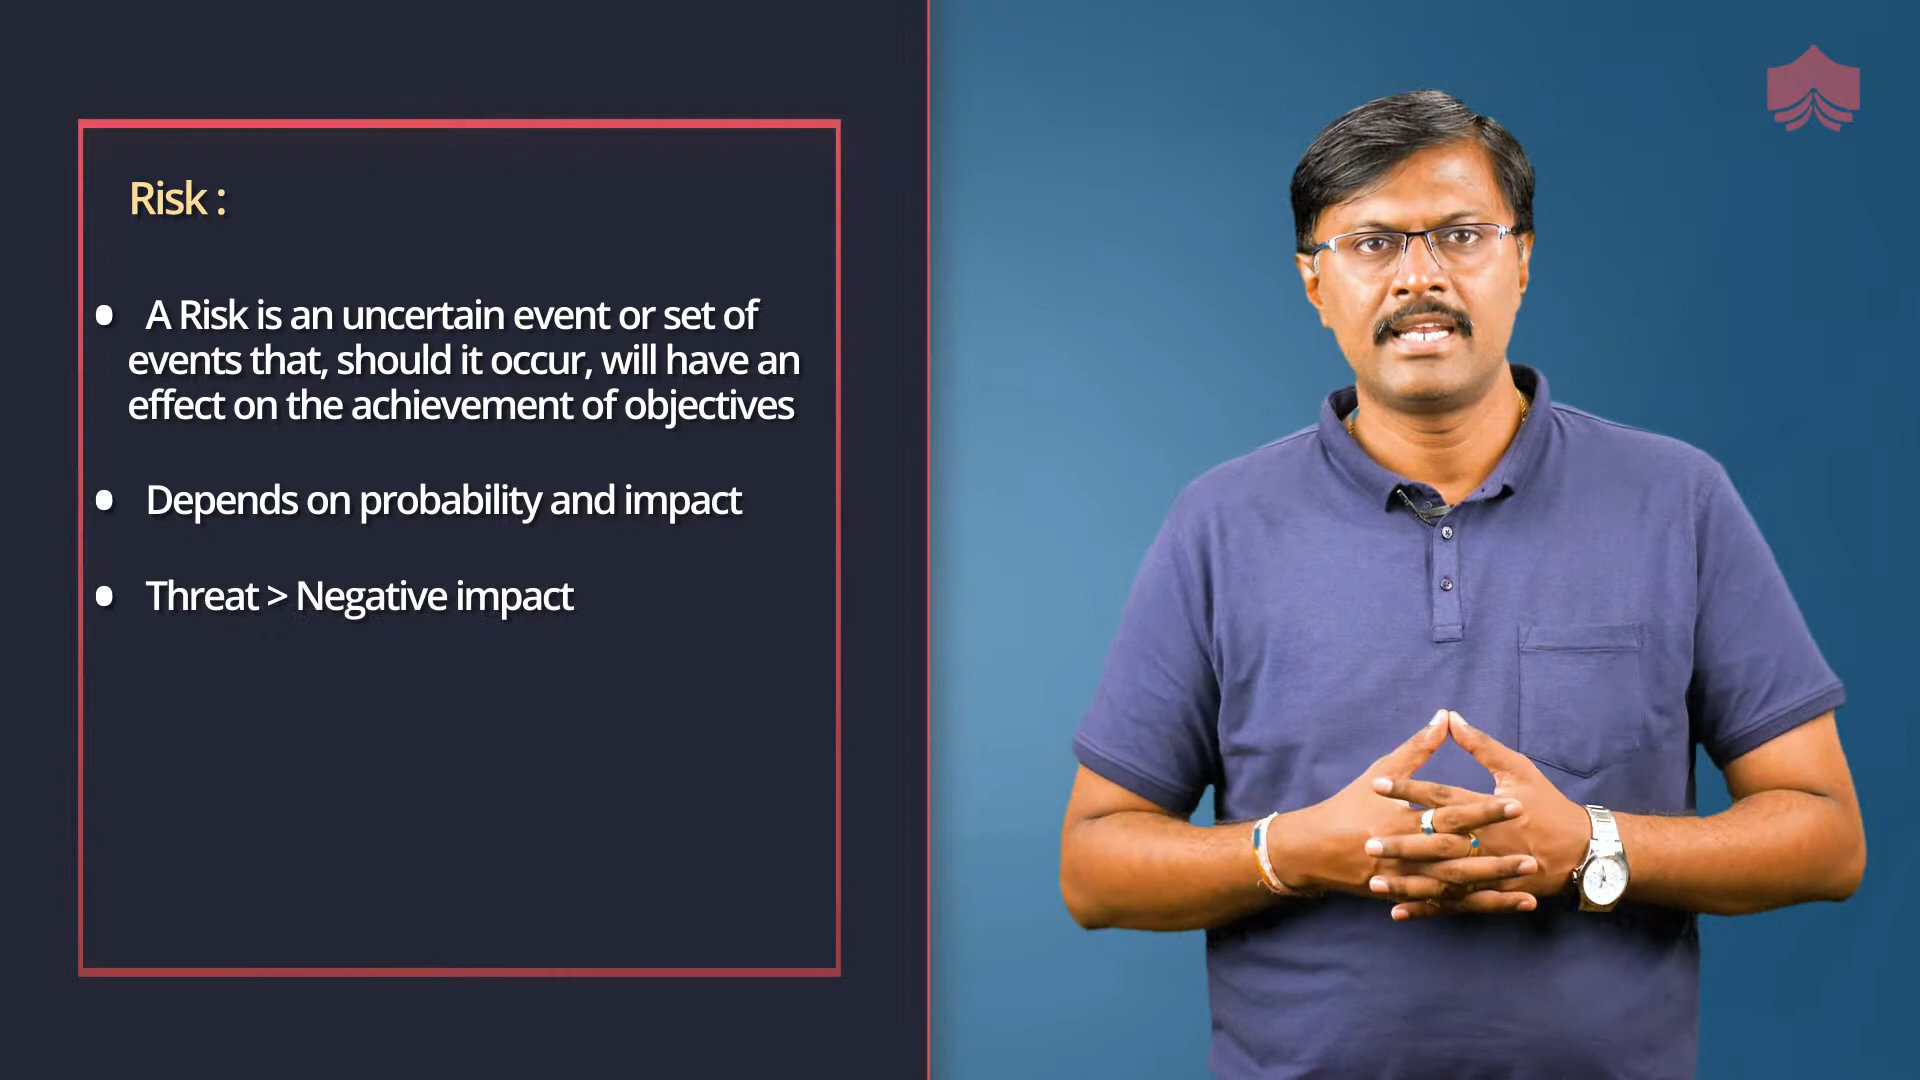 Risk :
• A Risk is an uncertain event or set of
events that, should it occur, will have an
effect on the achievement of objectives
• Depends on probability and impact
• Threat > Negative impact